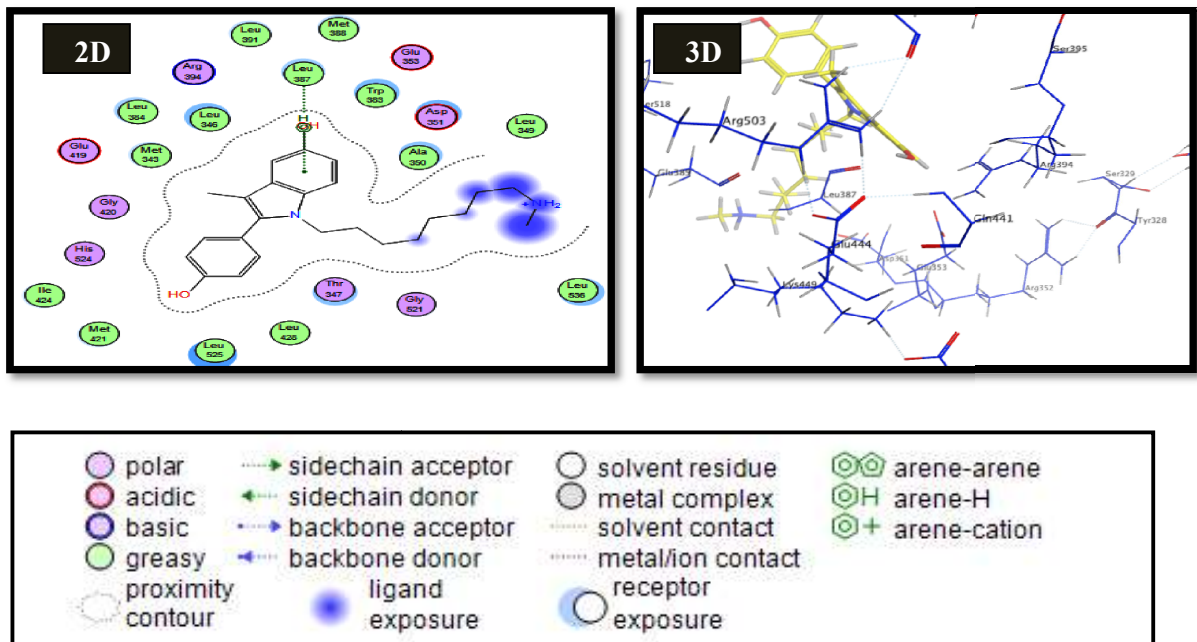 2D
Leu 391
Met 388
Glu 353
Arg 394
Leu 387
Trp 383
Leu 384
Leu 346
Asp 351
Leu 349
Glu 419
Met 343
Ala 350
Gly 420
His 524
Thr 347
Gly 521
Leu 536
Ile 424
Met 421
Leu 428
Leu 525
H
OH
N
NH2
HO
3D
Ser395
Arg503
Arg394
Ser329
Leu387
Gln441
Tyr328
Glu444
Glu353
Lys449
Arg352
polar
sidechain acceptor
solvent residue
arene-arene
acidic
sidechain donor
metal complex
H arene-H
basic
backbone acceptor
solvent contact
+ arene-cation
greasy
backbone donor
metal/ion contact
proximity contour
ligand exposure
receptor exposure